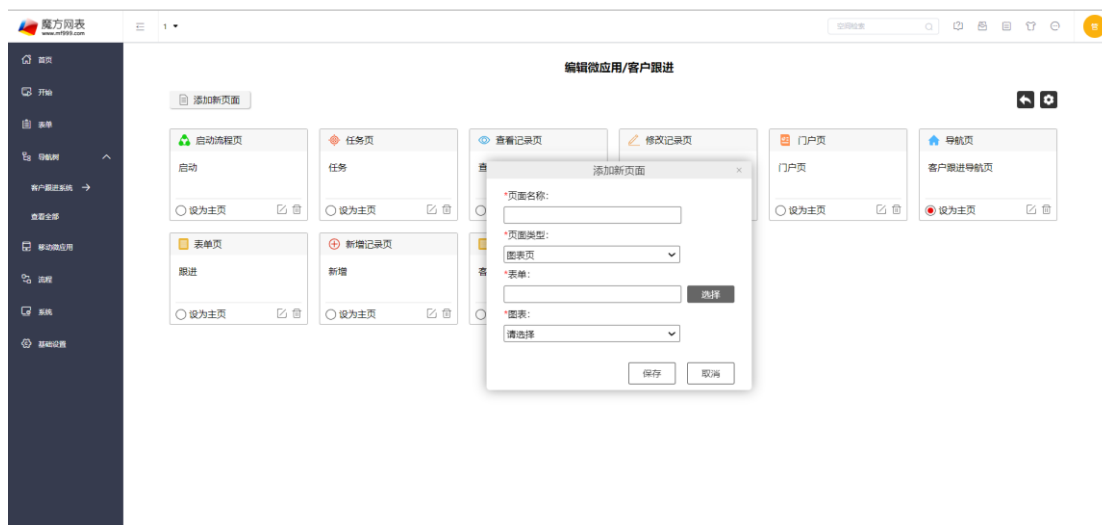 魔方网表
www.mf999.com
1
空间检索
首页
开始
表单
导航树
客户跟进系统
查看全部
移动微应用
流程
系统
基础设置
编辑微应用/客户跟进
添加新页面
启动流程页
任务页
查看记录页
修改记录页
门户页
导航页
启动
任务
查
门户页
客户跟进导航页
设为主页
设为主页
设为主页
设为主页
表单页
新增记录页
跟进
新增
客
设为主页
设为主页
添加新页面
×
*页面名称:
*页面类型:
图表页
*表单:
选择
*图表:
请选择
保存
取消